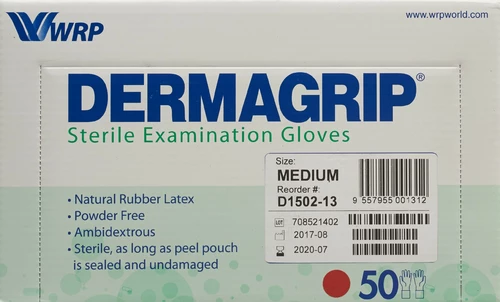 WRP
www.wrpworld.com
DERMAGRIP®
Sterile Examination Gloves
• Natural Rubber Latex
• Powder Free
• Ambidextrous
• Sterile, as long as peel pouch
is sealed and undamaged
Size:
MEDIUM
Reorder #:
D1502-13
9 557955 001312
LOT 708521402
2017-08
2020-07
50